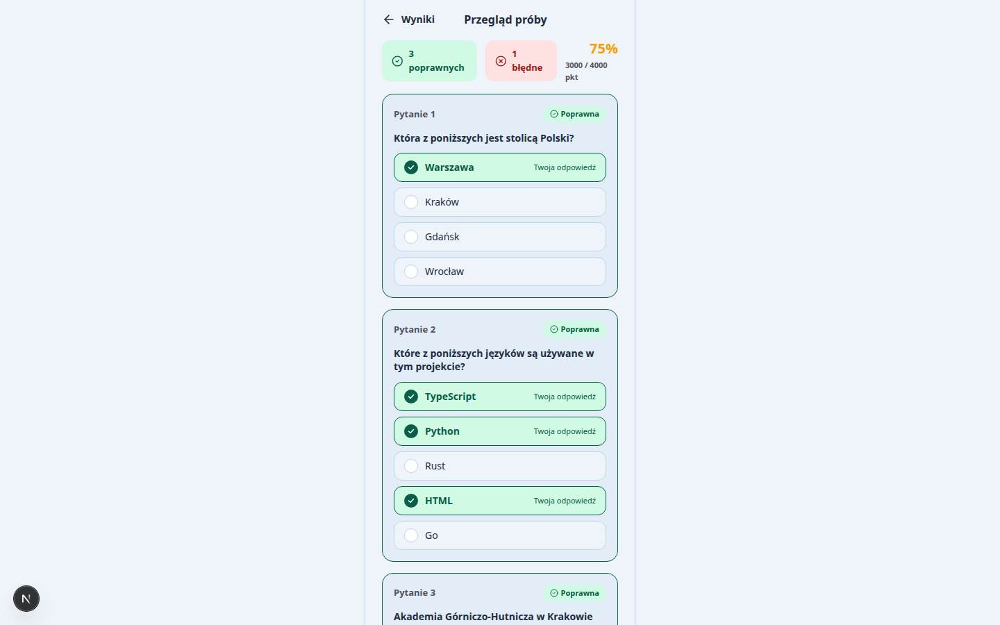 Wyniki
Przegląd próby
3
poprawnych
1
błędne
75%
3000 / 4000
pkt
Pytanie 1
Poprawna
Która z poniższych jest stolicą Polski?
Warszawa
Twoja odpowiedź
Kraków
Gdańsk
Wrocław
Pytanie 2
Poprawna
Które z poniższych języków są używane w
tym projekcie?
TypeScript
Twoja odpowiedź
Python
Twoja odpowiedź
Rust
HTML
Twoja odpowiedź
Go
Pytanie 3
Poprawna
Akademia Górniczo-Hutnicza w Krakowie
N